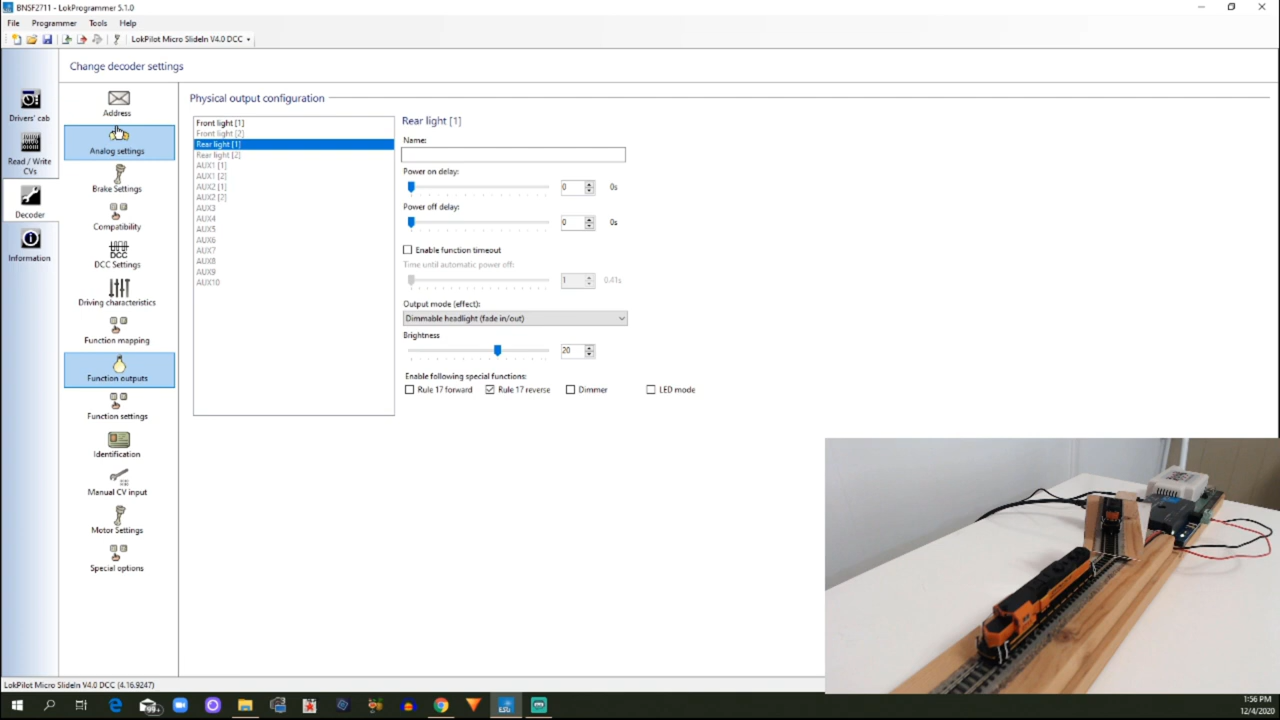 BNSF2711 - LokProgrammer 5.1.0
File Programmer Tools Help
LokPilot Micro SlideIn V4.0 DCC
Change decoder settings
Drivers' cab
Read / Write CVs
Decoder
Information
Address
Analog settings
Brake Settings
Compatibility
DCC
DCC Settings
Driving characteristics
Function mapping
Function outputs
Function settings
Identification
Manual CV input
Motor Settings
Special options
Physical output configuration
Front light [1]
Front light [2]
Rear light [1]
Rear light [2]
AUX1 [1]
AUX1 [2]
AUX2 [1]
AUX2 [2]
AUX3
AUX4
AUX5
AUX6
AUX7
AUX8
AUX9
AUX10
Rear light [1]
Name:
Power on delay:
0 0s
Power off delay:
0 0s
Enable function timeout
Time until automatic power off:
1 0.41s
Output mode (effect):
Dimmable headlight (fade in/out)
Brightness
20
Enable following special functions:
Rule 17 forward Rule 17 reverse Dimmer LED mode
LokPilot Micro SlideIn V4.0 DCC (4.16.9247)
1:56 PM
12/4/2020